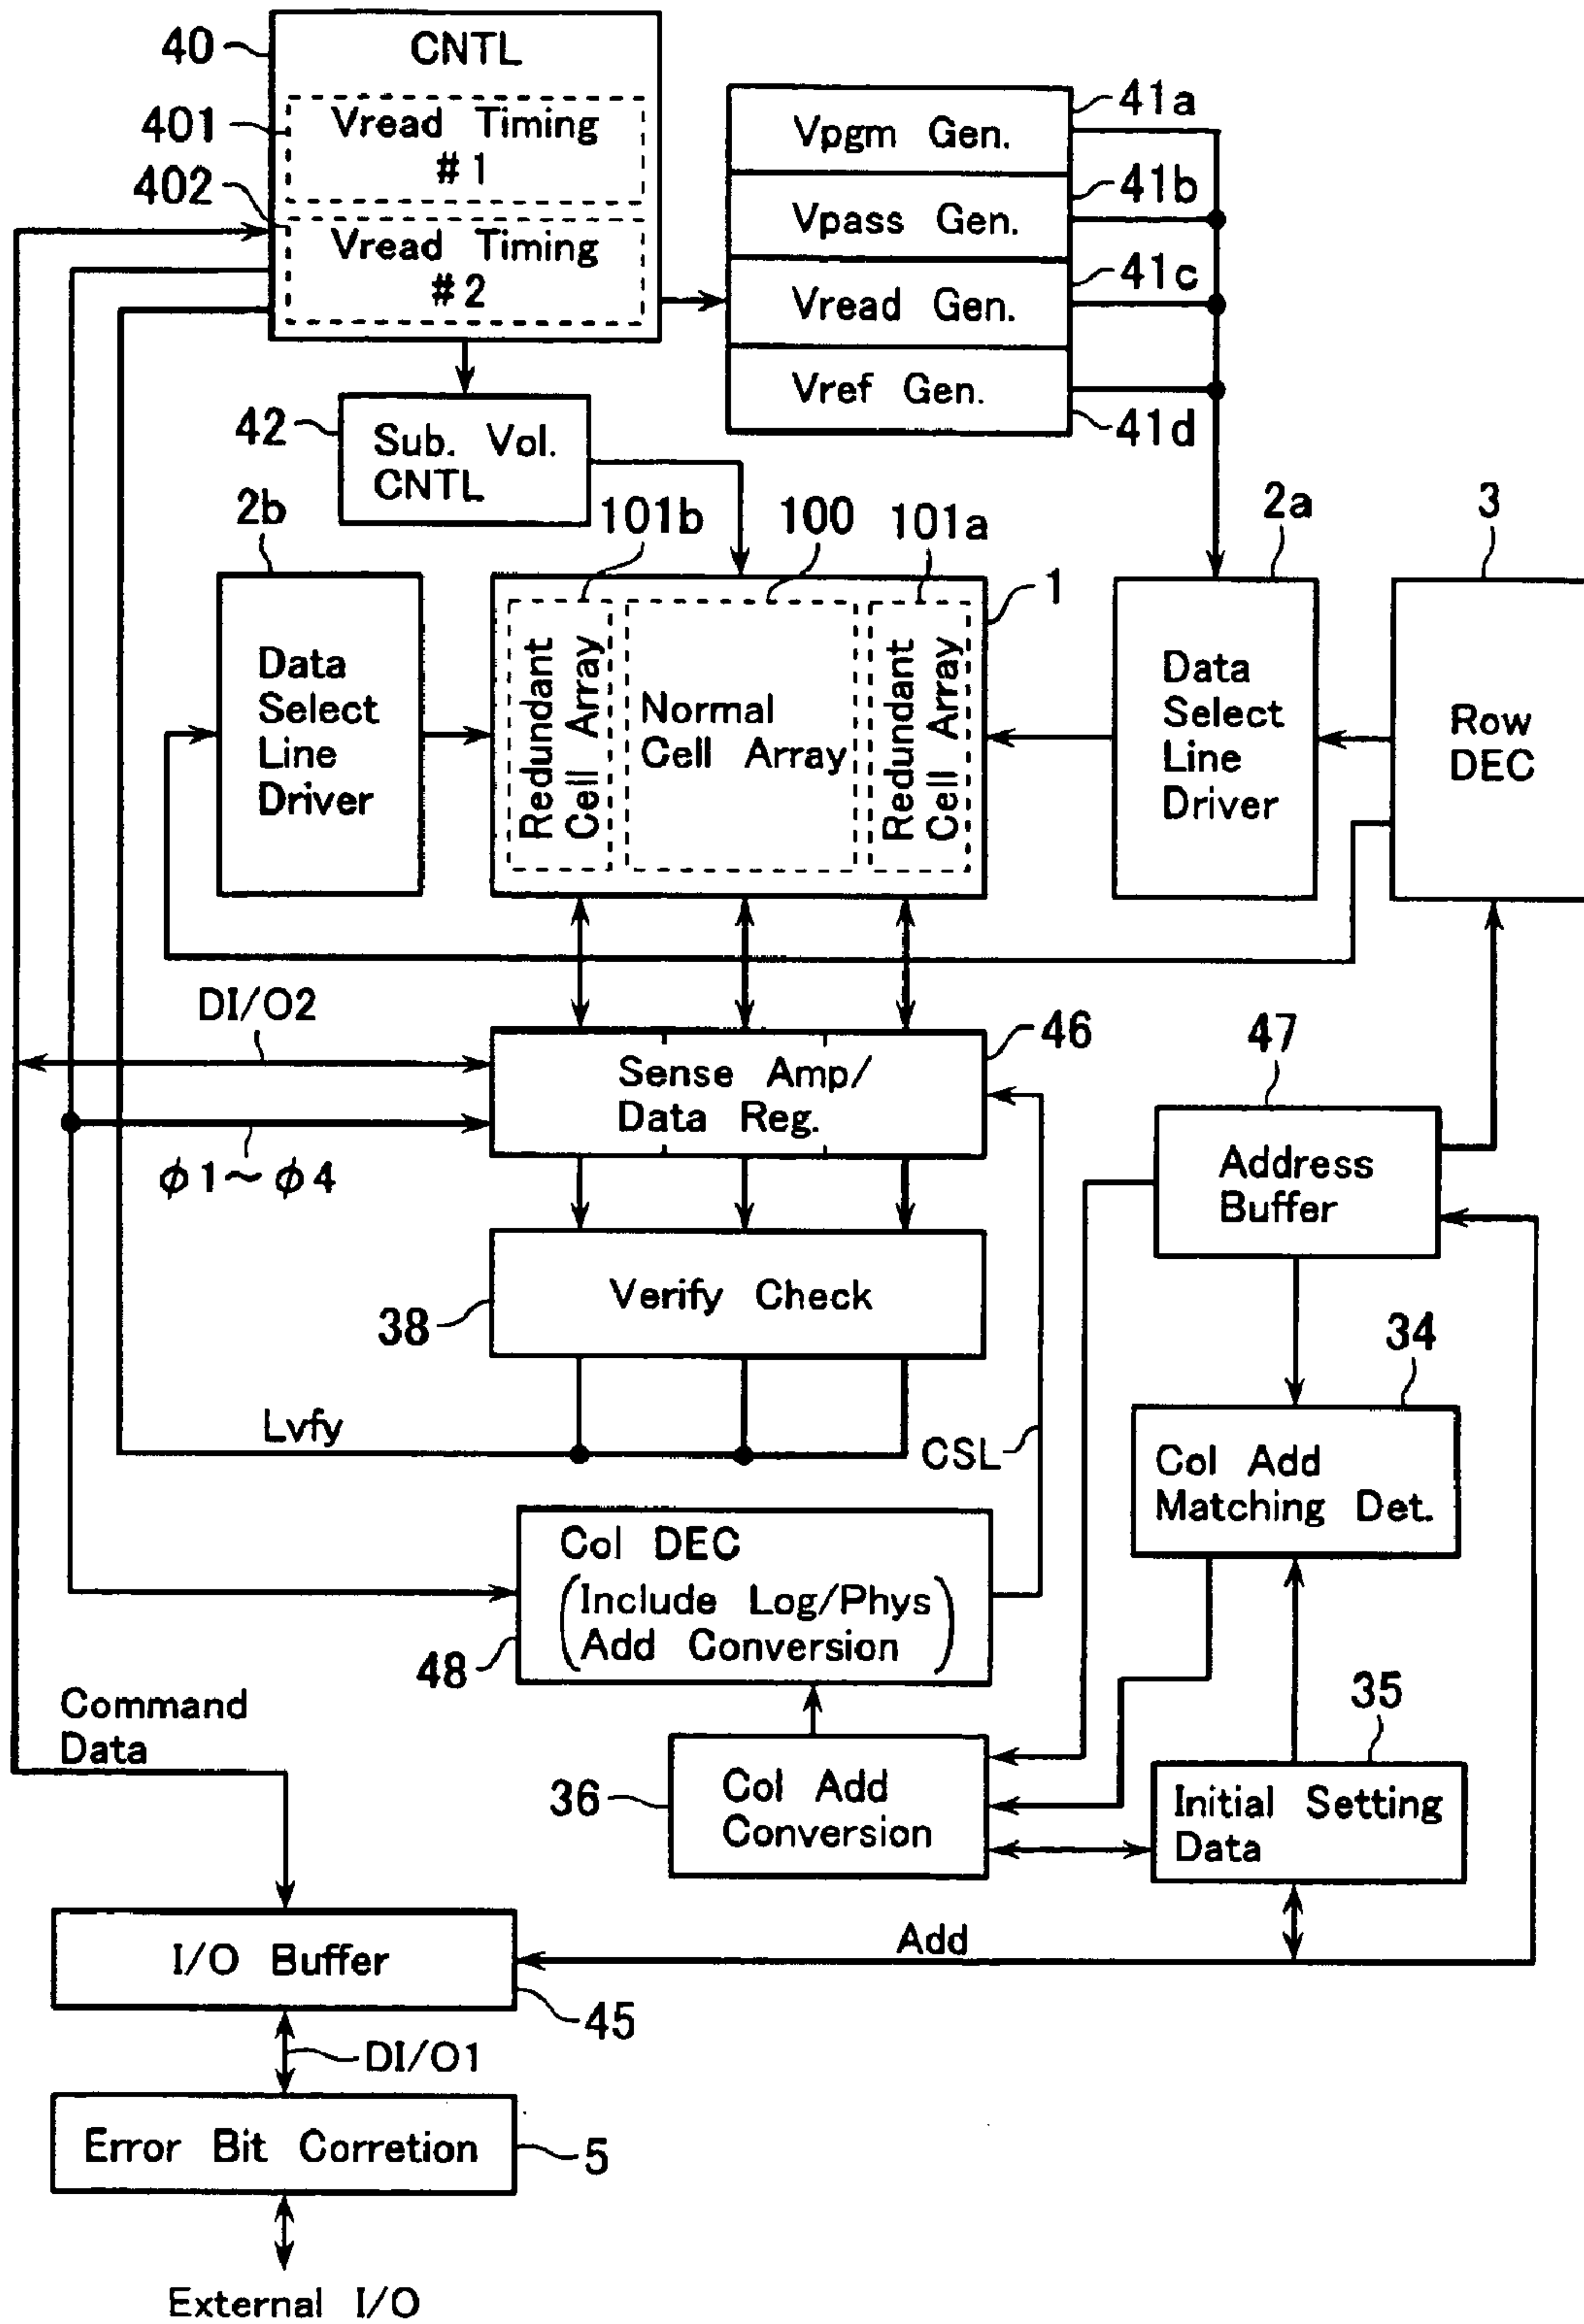 40
CNTL
401
Vread Timing
#1
402
Vread Timing
#2
Vpgm Gen.
41a
Vpass Gen.
41b
Vread Gen.
41c
Vref Gen.
41d
42
Sub. Vol.
CNTL
2b
101b
100
101a
1
2a
3
Data
Select
Line
Driver
Redundant
Cell Array
Normal
Cell Array
Redundant
Cell Array
Data
Select
Line
Driver
Row
DEC
DI/O2
Sense Amp/
Data Reg.
46
47
ϕ1～ϕ4
Address
Buffer
Verify Check
38
34
Lvfy
CSL
Col Add
Matching Det.
Col DEC
(Include Log/Phys
Add Conversion)
48
Command
Data
35
36
Col Add
Conversion
Initial Setting
Data
Add
I/O Buffer
45
DI/O1
Error Bit Corretion
5
External I/O